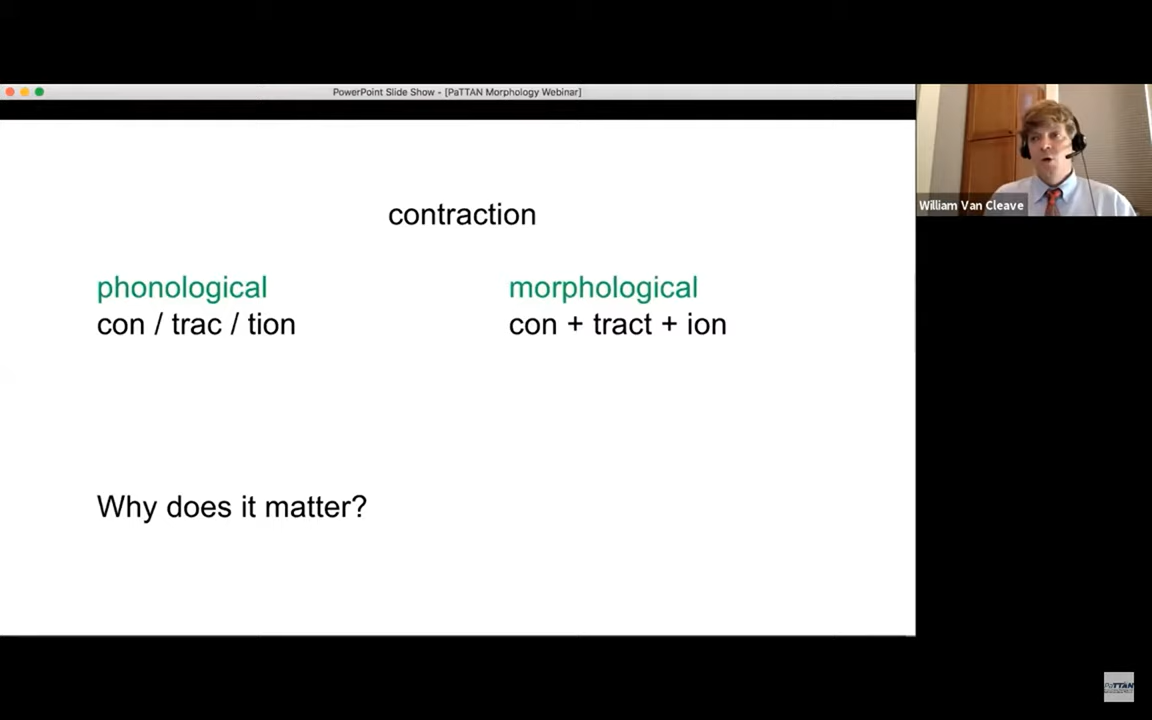 PowerPoint Slide Show - [PaTTAN Morphology Webinar]
William Van Cleave
contraction
phonological morphological
con / trac / tion con + tract + ion
Why does it matter?
PaTTAN